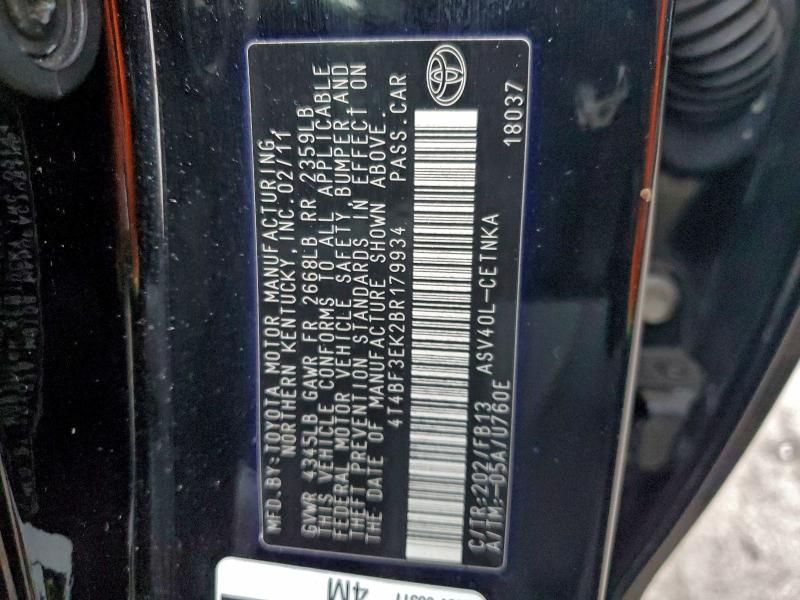 MFD.BY:TOYOTA MOTOR MANUFACTURING,
NORTHERN KENTUCKY, INC.02/11
GVWR 4345LB GAWR FR 2668LB RR 2359LB
THIS VEHICLE CONFORMS TO ALL APPLICABLE
FEDERAL MOTOR VEHICLE SAFETY, BUMPER, AND
THEFT PREVENTION STANDARDS IN EFFECT ON
THE DATE OF MANUFACTURE SHOWN ABOVE.
4T4BF3EK2BR179934 PASS.CAR
C/TR:202/FB13 ASV40L-CETNKA
A/TM:-05A/U760E 18037
4M